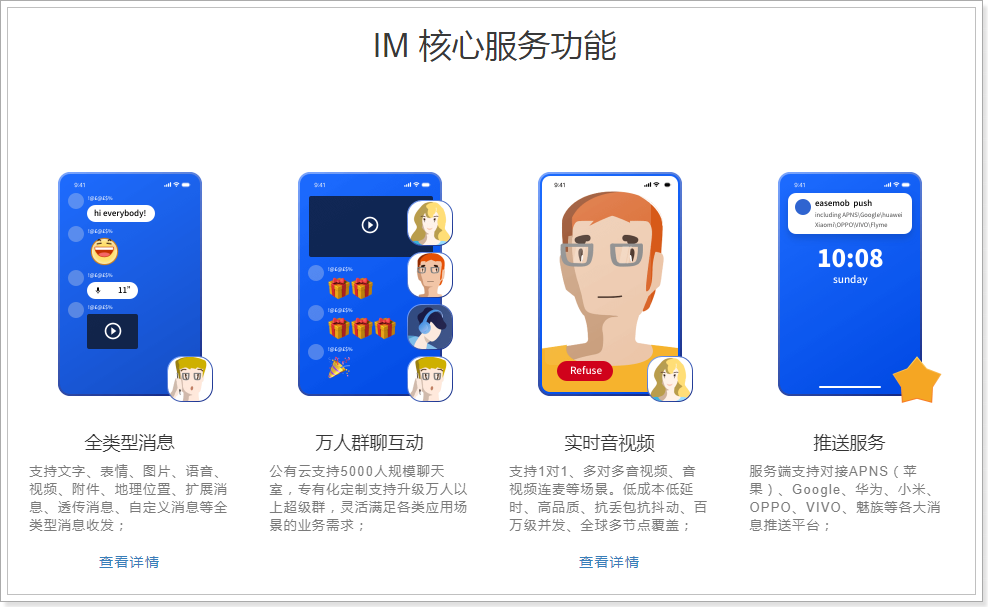 IM 核心服务功能
9:41
!@£@£$%
hi everybody!
!@£@£$%
!@£@£$%
11"
!@£@£$%
9:41
!@£@£$%
!@£@£$%
!@£@£$%
9:41
Refuse
9:41
easemob push
including APNS\Google\huawei
Xiaomi\OPPO\VIVO\Flyme
10:08
sunday
全类型消息
支持文字、表情、图片、语音、
视频、附件、地理位置、扩展消
息、透传消息、自定义消息等全
类型消息收发；
查看详情
万人群聊互动
公有云支持5000人规模聊天
室，专有化定制支持升级万人以
上超级群，灵活满足各类应用场
景的业务需求；
实时音视频
支持1对1、多对多音视频、音
视频连麦等场景。低成本低延
时、高品质、抗丢包抗抖动、百
万级并发、全球多节点覆盖；
查看详情
推送服务
服务端支持对接APNS（苹
果）、Google、华为、小米、
OPPO、VIVO、魅族等各大消
息推送平台；